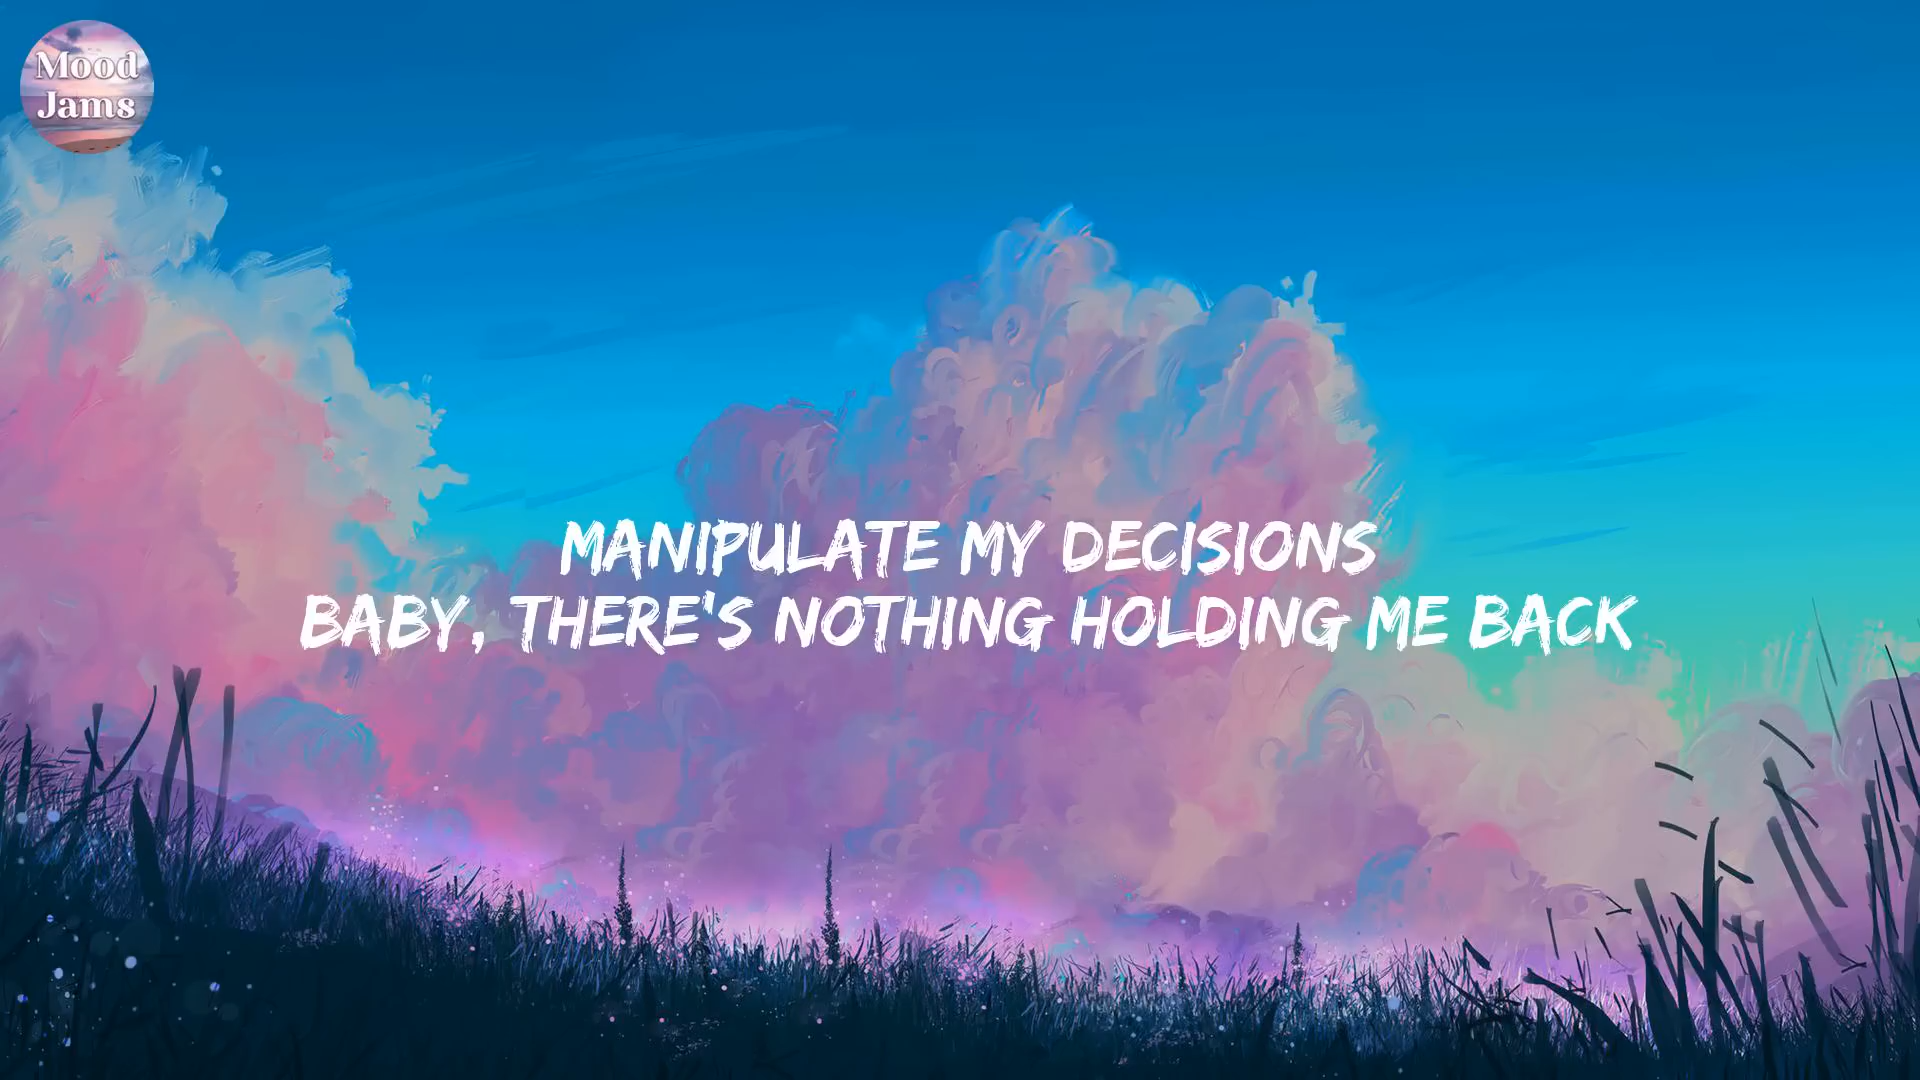 Mood
Jams
MANIPULATE MY DECISIONS
BABY, THERE'S NOTHING HOLDING ME BACK